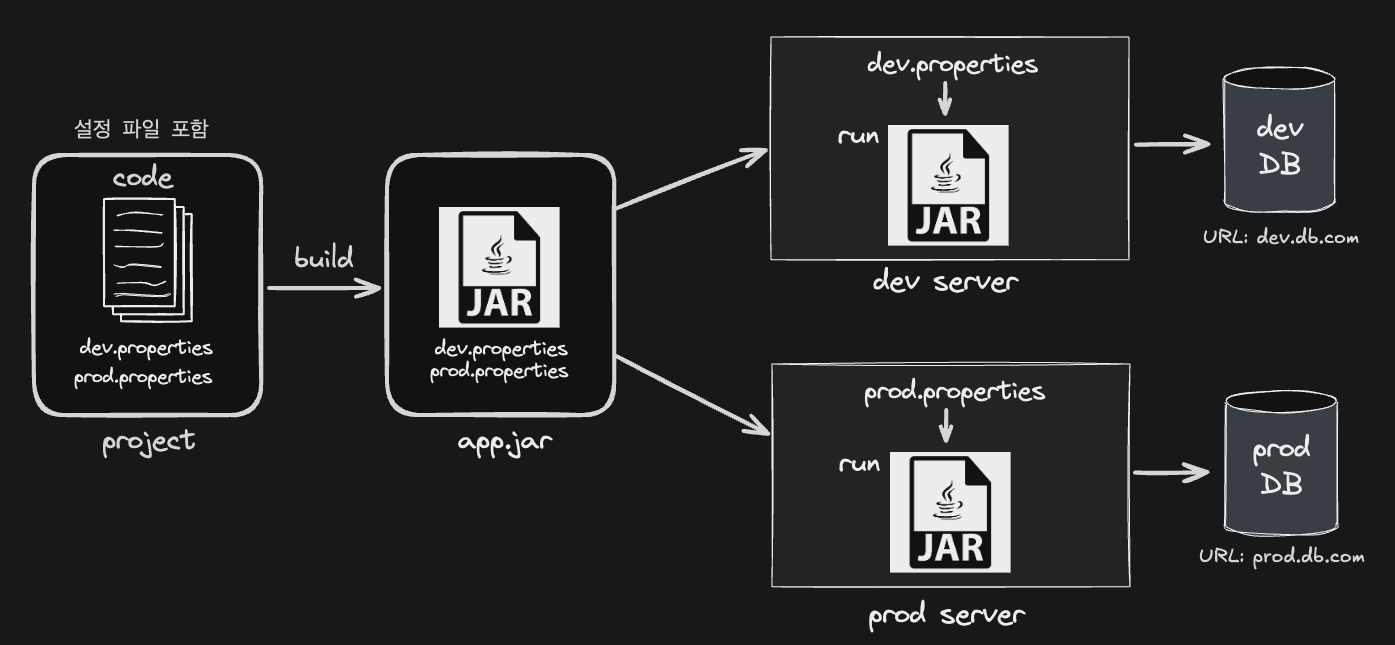 설정 파일 포함
code
dev.properties
prod.properties
project
build
JAR
dev.properties
prod.properties
app.jar
dev.properties
run
JAR
dev server
dev
DB
URL: dev.db.com
prod.properties
run
JAR
prod server
prod
DB
URL: prod.db.com